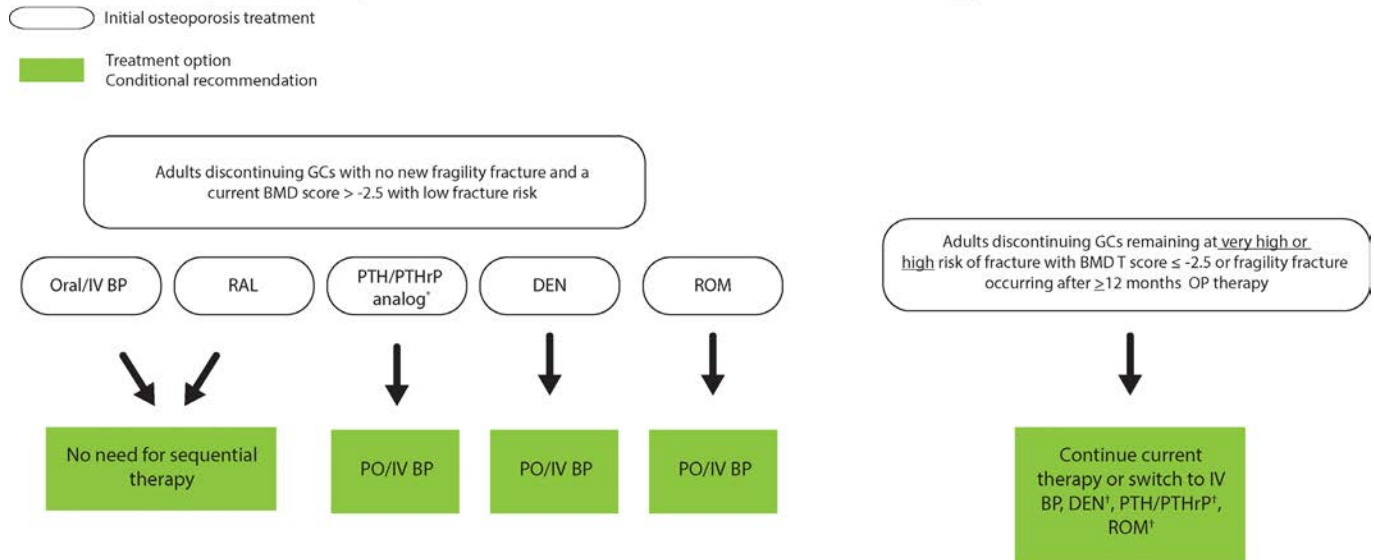 Initial osteoporosis treatment
Treatment option
Conditional recommendation
Adults discontinuing GCs with no new fragility fracture and a
current BMD score > -2.5 with low fracture risk
Oral/IV BP
RAL
PTH/PTHrP
analog*
DEN
ROM
No need for sequential
therapy
PO/IV BP
PO/IV BP
PO/IV BP
Adults discontinuing GCs remaining at very high or
high risk of fracture with BMD T score ≤ -2.5 or fragility fracture
occurring after ≥12 months OP therapy
Continue current
therapy or switch to IV
BP, DEN†, PTH/PTHrP†,
ROM†